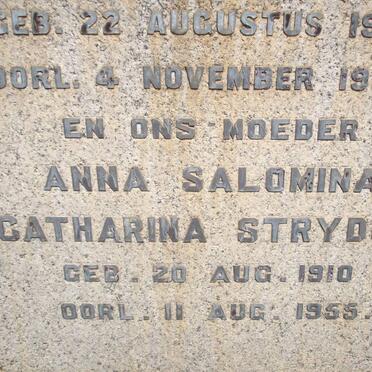 GEB. 22 AUGUSTUS 19
OORL. 4 NOVEMBER 19
EN ONS MOEDER
ANNA SALOMINA
CATHARINA STRYD
GEB. 20 AUG. 1910
OORL. 11 AUG. 1955.